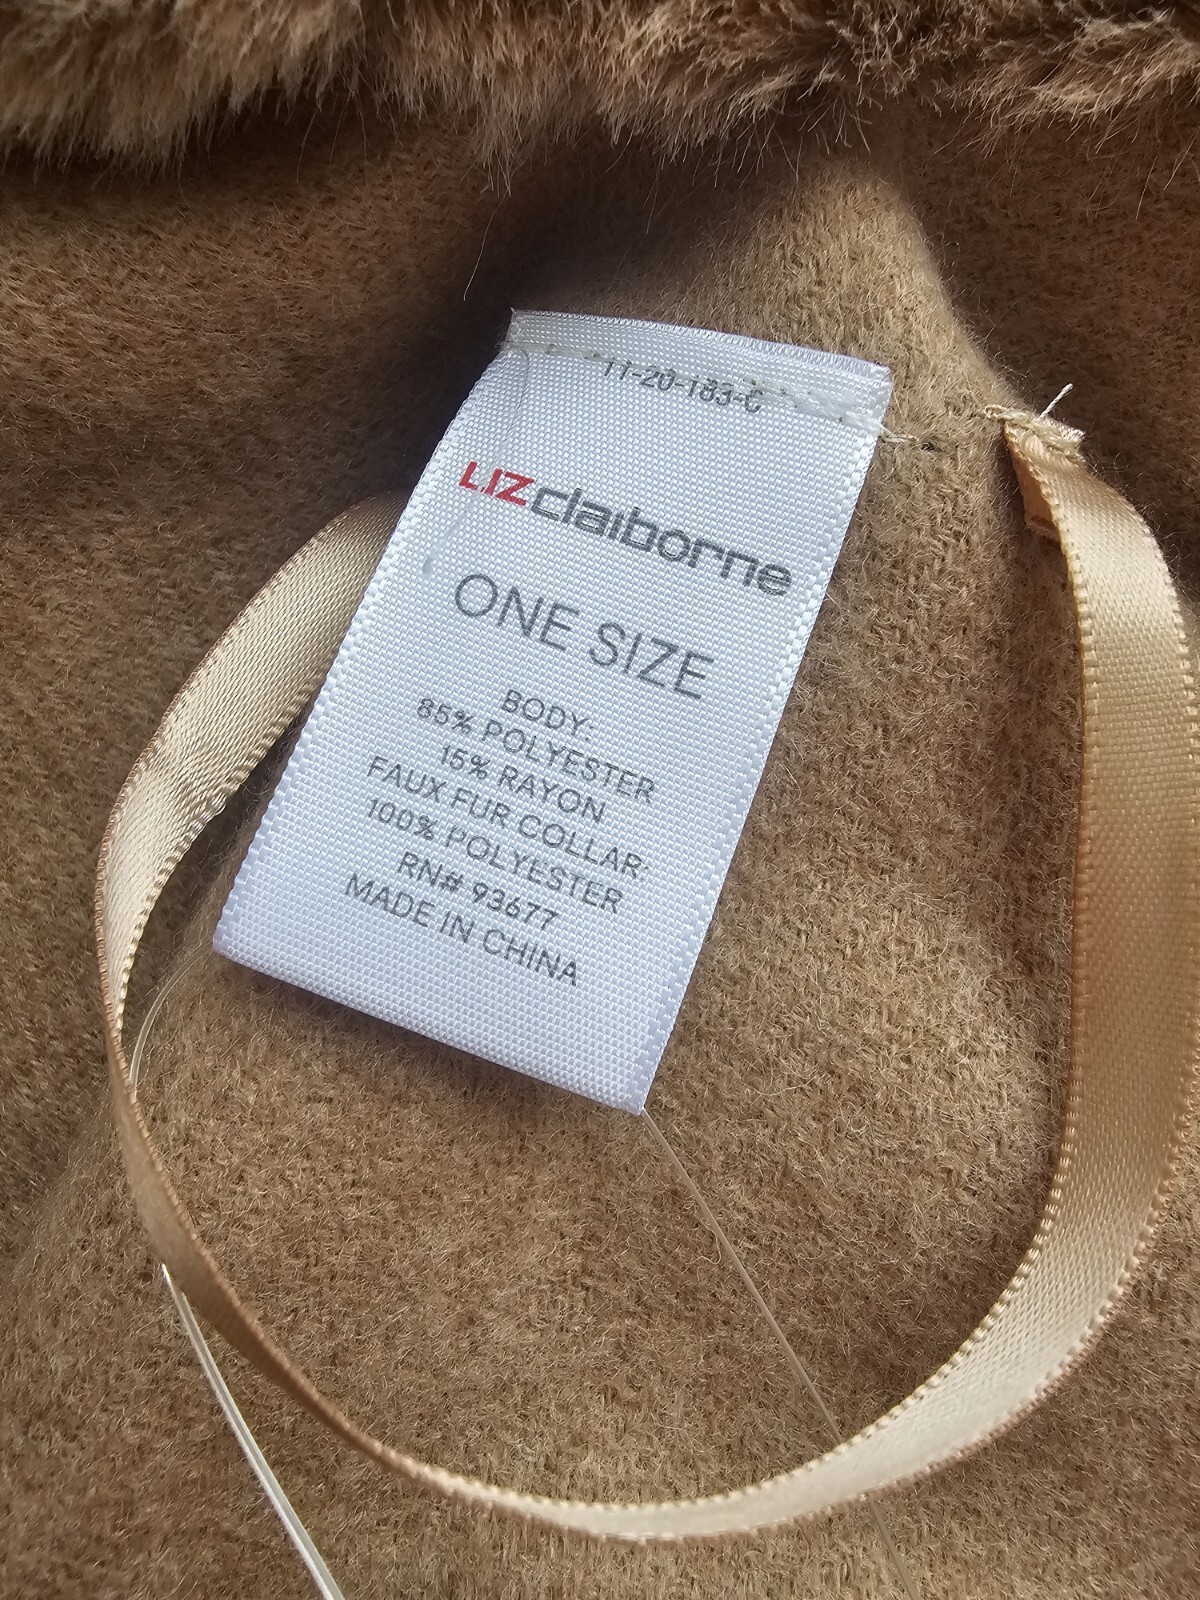 11-20-183-C
LIZ claiborne
ONE SIZE
BODY:
85% POLYESTER
15% RAYON
FAUX FUR COLLAR:
100% POLYESTER
RN# 93677
MADE IN CHINA